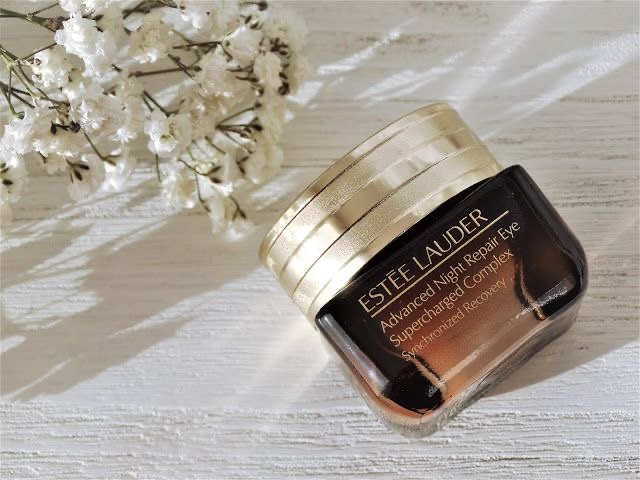 ESTĒE LAUDER
Advanced Night Repair Eye
Supercharged Complex
Synchronized Recovery